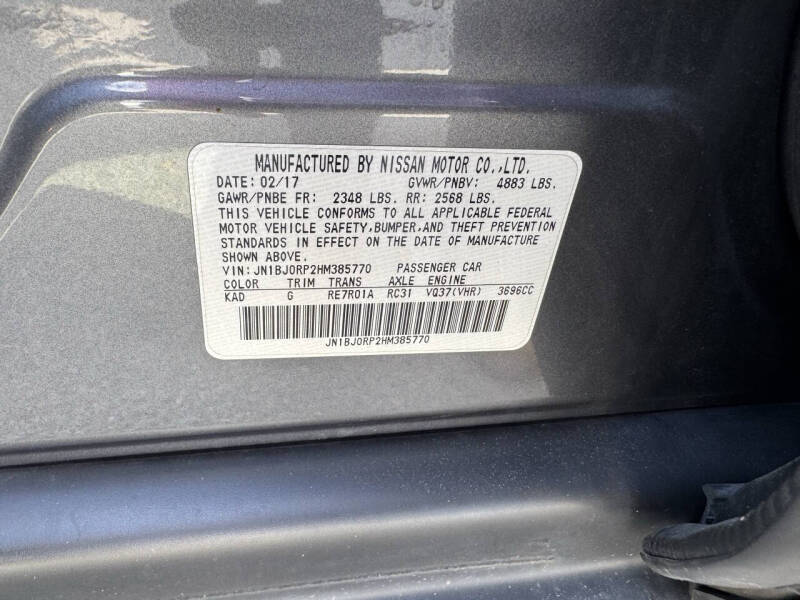 MANUFACTURED BY NISSAN MOTOR CO.,LTD.
DATE: 02/17 GVWR/PNBV: 4883 LBS.
GAWR/PNBE FR: 2348 LBS. RR: 2568 LBS.
THIS VEHICLE CONFORMS TO ALL APPLICABLE FEDERAL
MOTOR VEHICLE SAFETY,BUMPER,AND THEFT PREVENTION
STANDARDS IN EFFECT ON THE DATE OF MANUFACTURE
SHOWN ABOVE.
VIN: JN1BJ0RP2HM385770 PASSENGER CAR
COLOR TRIM TRANS AXLE ENGINE
KAD G RE7R01A RC31 VQ37(VHR) 3696CC
JN1BJ0RP2HM385770